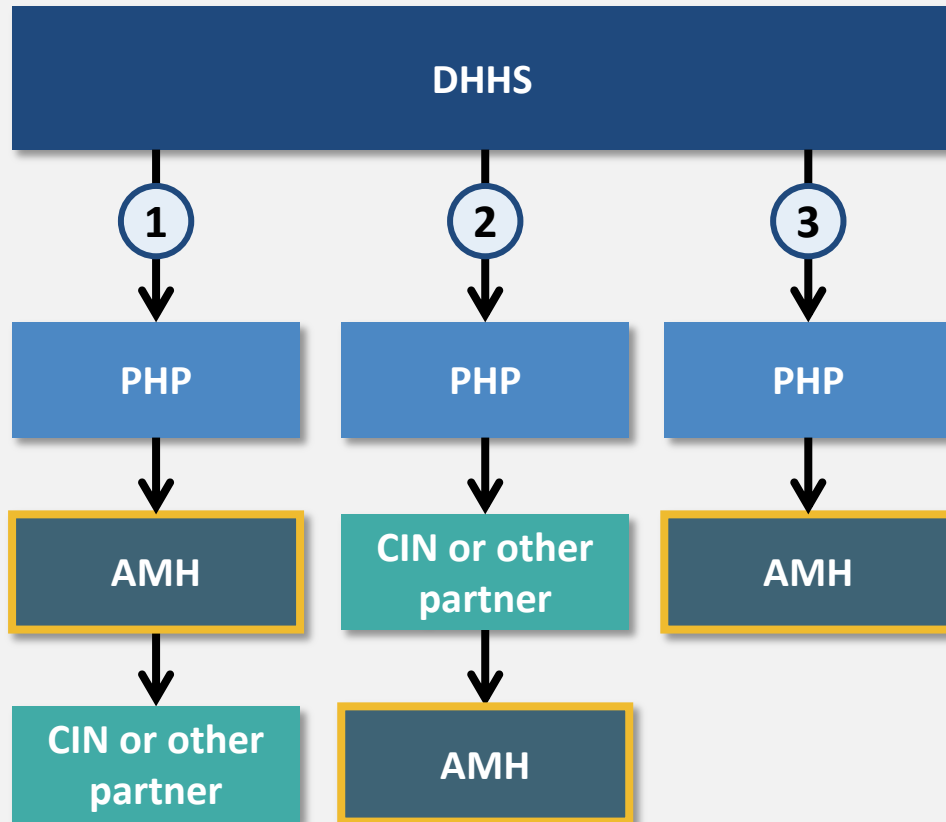 DHHS
1
2
3
PHP
PHP
PHP
AMH
CIN or other
partner
AMH
CIN or other
partner
AMH